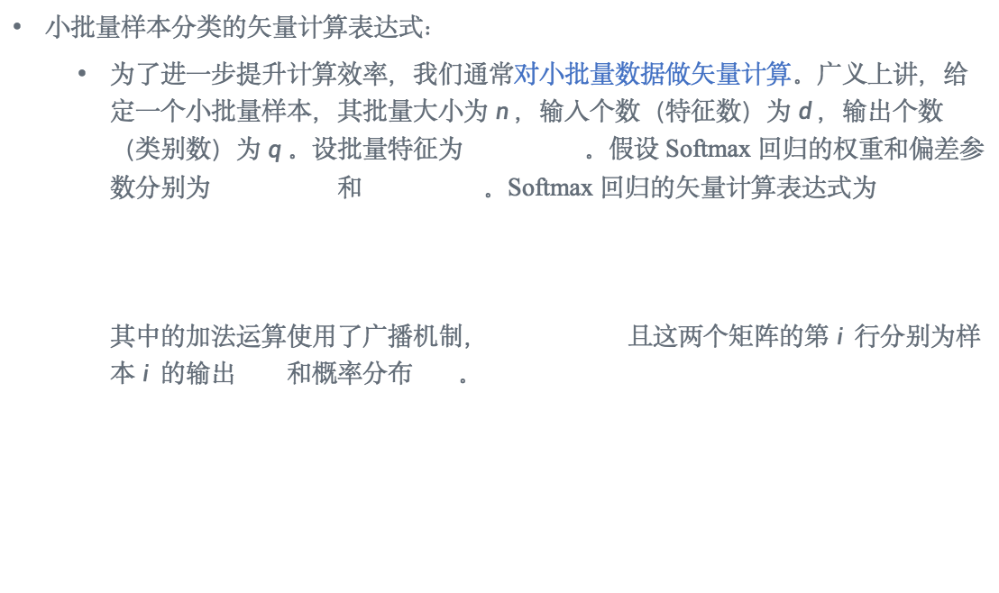 • 小批量样本分类的矢量计算表达式：
• 为了进一步提升计算效率，我们通常对小批量数据做矢量计算。广义上讲，给
定一个小批量样本，其批量大小为 n ，输入个数（特征数）为 d ，输出个数
（类别数）为 q 。设批量特征为 。假设 Softmax 回归的权重和偏差参
数分别为 和 。Softmax 回归的矢量计算表达式为
其中的加法运算使用了广播机制， 且这两个矩阵的第 i 行分别为样
本 i 的输出 和概率分布 。